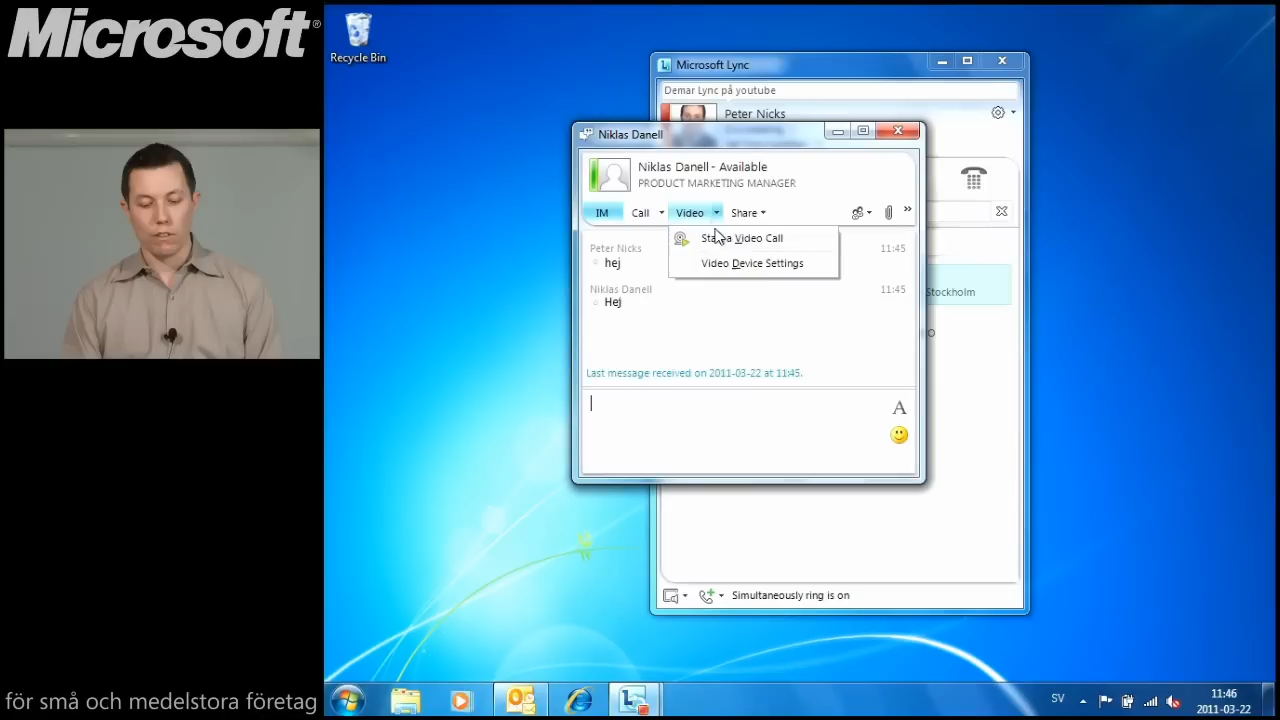 Microsoft®
Recycle Bin
Microsoft Lync
Demar Lync på youtube
Peter Nicks
Niklas Danell
Niklas Danell - Available
PRODUCT MARKETING MANAGER
IM Call Video Share
Start a Video Call
Video Device Settings
Peter Nicks 11:45
hej
Niklas Danell 11:45
Hej
Stockholm
Last message received on 2011-03-22 at 11:45.
A
Simultaneously ring is on
för små och medelstora företag
SV
11:46
2011-03-22